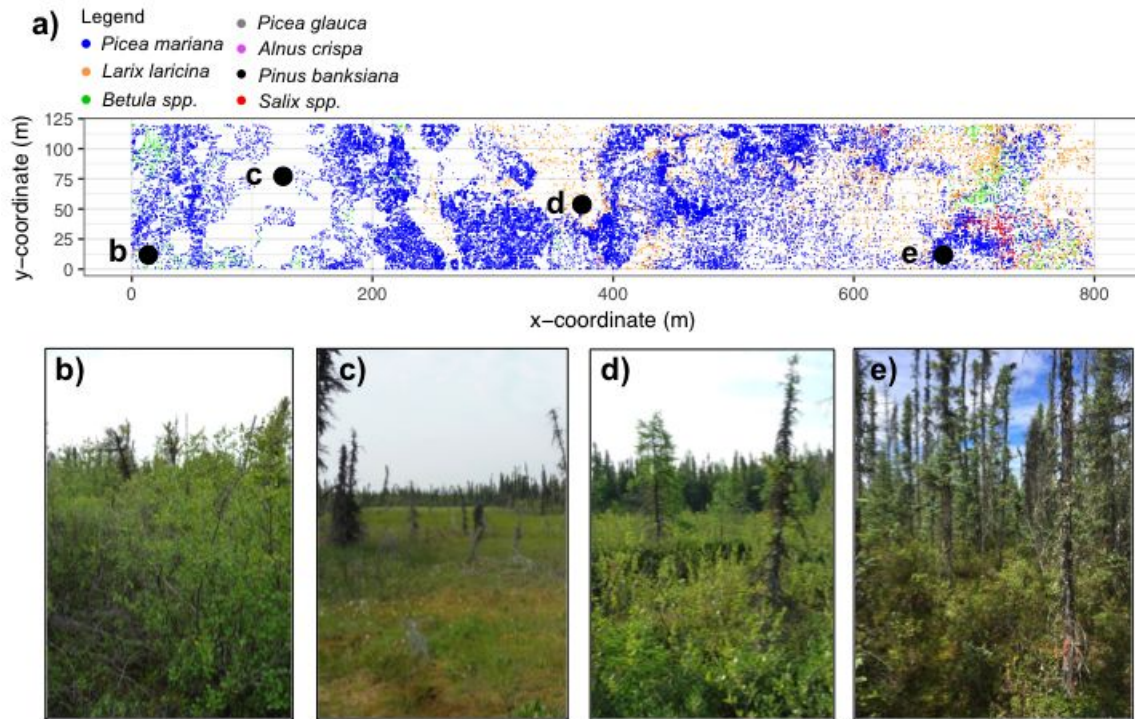 a)
Legend
Picea mariana
Larix laricina
Betula spp.
Picea glauca
Alnus crispa
Pinus banksiana
Salix spp.
y−coordinate (m)
125
100
75
50
25
0
c
d
b
e
0 200 400 600 800
x−coordinate (m)
b) c) d) e)